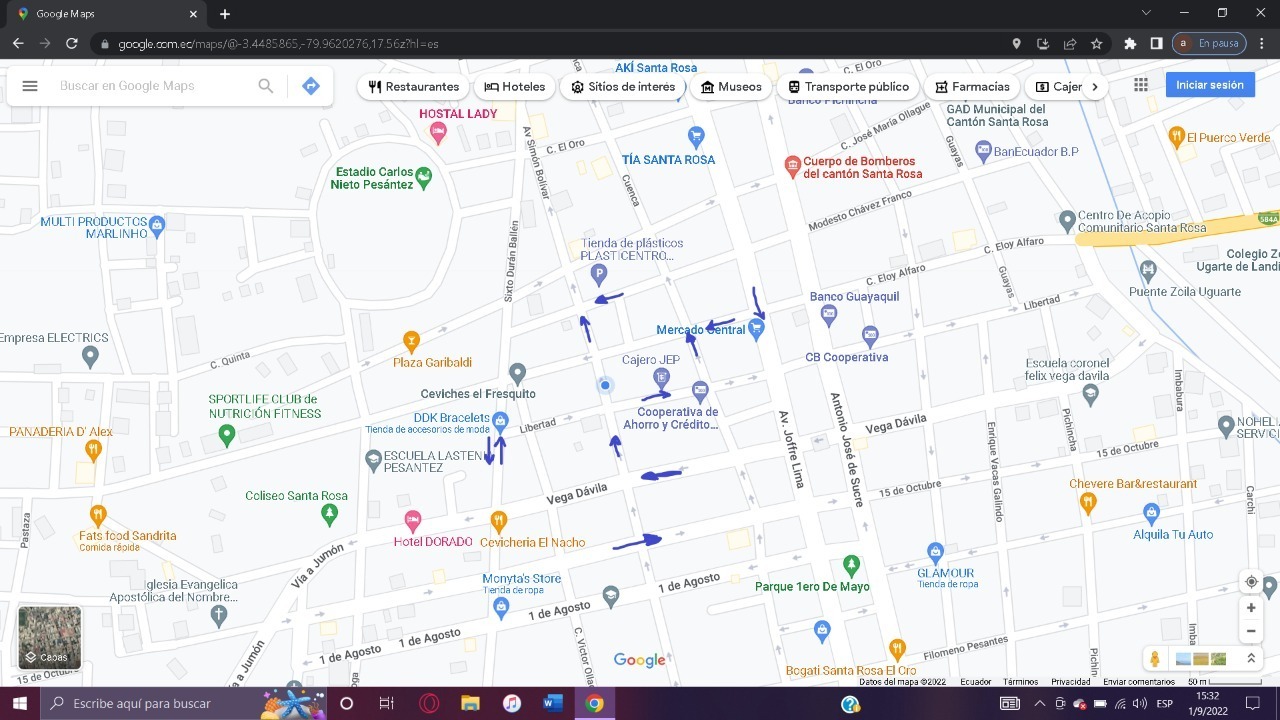 Google Maps
google.com.ec/maps/@-3.4485865,-79.9620276,17.56z?hl=es
a
En pausa
Buscar en Google Maps
Restaurantes
Hoteles
Sitios de interés
Museos
Transporte público
Farmacias
Cajer
Iniciar sesión
AKÍ Santa Rosa
C. El Oro
Banco Pichincha
HOSTAL LADY
C. José María Ollague
GAD Municipal del
Cantón Santa Rosa
Av Simón Bolívar
C. El Oro
TÍA SANTA ROSA
Guayas
BanEcuador B.P
El Puerco Verde
Estadio Carlos
Nieto Pesántez
Cuenca
Cuerpo de Bomberos
del cantón Santa Rosa
MULTI PRODUCTOS
MARLINHO
Modesto Chávez Franco
Centro De Acopio
Comunitario Santa Rosa
584A
Sixto Durán Ballén
Tienda de plásticos
PLASTICENTRO...
P
C. Eloy Alfaro
C. Eloy Alfaro
Colegio Zo
Ugarte de Landi
Guayas
Puente Zoila Uguarte
Banco Guayaquil
Libertad
Empresa ELECTRICS
Mercado Central
C. Quinta
Plaza Garibaldi
Cajero JEP
CB Cooperativa
Escuela coronel
felix vega davila
Imbabura
Ceviches el Fresquito
SPORTLIFE CLUB de
NUTRICIÓN FITNESS
DDK Bracelets
Tienda de accesorios de moda
Libertad
Cooperativa de
Ahorro y Crédito...
Av. Joffre Lima
Antonio José de Sucre
Vega Dávila
Pichincha
NOHELI
SERVICI
PANADERIA D' Alex
ESCUELA LASTENI
PESANTEZ
Enrique Vacas Galindo
15 de Octubre
Coliseo Santa Rosa
Vega Dávila
15 de Octubre
Chevere Bar&restaurant
Carchi
Pastaza
Fats food Sandrita
Comida rápida
Hotel DORADO
Cevicheria El Nacho
Alquila Tu Auto
Vía a Jumón
Iglesia Evangelica
Apostólica del Nombre...
Monyta's Store
Tienda de ropa
1 de Agosto
Parque 1ero De Mayo
GLAMOUR
Tienda de ropa
1 de Agosto
1 de Agosto
Vía a Jumón
C. Víctor Ola
Filomeno Pesantes
Pichin
Imba
Capas
15 de Octubre
Google
Bogati Santa Rosa El Oro
Datos del mapa ©2022
Ecuador
Términos
Privacidad
Enviar comentarios
50 m
Escribe aquí para buscar
ESP
15:32
1/9/2022